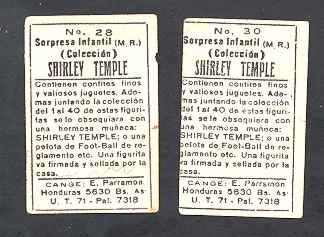 No. 28
Sorpresa Infantil (M. R.)
(Colección)
SHIRLEY TEMPLE
Contienen confites finos
y valiosos juguetes. Ade-
mas juntando la colección
del 1 al 40 de estas figuri-
tas se lo obsequiara con
una hermosa muñeca:
SHIRLEY TEMPLE; o una
pelota de Foot-Ball de re-
glamento etc. Una figurita
va firmada y sellada por la
casa.
CANGE: E. Parramon
Honduras 5630 Bs. As.
U. T. 71 - Pal. 7318
No. 30
Sorpresa Infantil (M. R.)
(Colección)
SHIRLEY TEMPLE
Contienen confites finos
y valiosos juguetes. Ade-
mas juntando la colección
del 1 al 40 de estas figuri-
tas se lo obsequiara con
una hermosa muñeca:
SHIRLEY TEMPLE; o una
pelota de Foot-Ball de re-
glamento etc. Una figurita
va firmada y sellada por la
casa.
CANGE: E. Parramon
Honduras 5630 Bs. As-
U. T. 71 - Pal. 7318